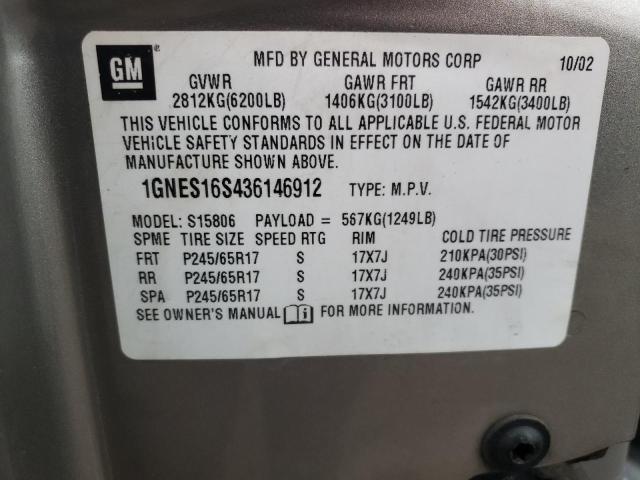 GM
MFD BY GENERAL MOTORS CORP 10/02
GVWR GAWR FRT GAWR RR
2812KG(6200LB) 1406KG(3100LB) 1542KG(3400LB)
THIS VEHICLE CONFORMS TO ALL APPLICABLE U.S. FEDERAL MOTOR
VEHICLE SAFETY STANDARDS IN EFFECT ON THE DATE OF
MANUFACTURE SHOWN ABOVE.
1GNES16S436146912 TYPE: M.P.V.
MODEL: S15806 PAYLOAD = 567KG(1249LB)
SPME TIRE SIZE SPEED RTG RIM COLD TIRE PRESSURE
FRT P245/65R17 S 17X7J 210KPA(30PSI)
RR P245/65R17 S 17X7J 240KPA(35PSI)
SPA P245/65R17 S 17X7J 240KPA(35PSI)
SEE OWNER'S MANUAL i FOR MORE INFORMATION.